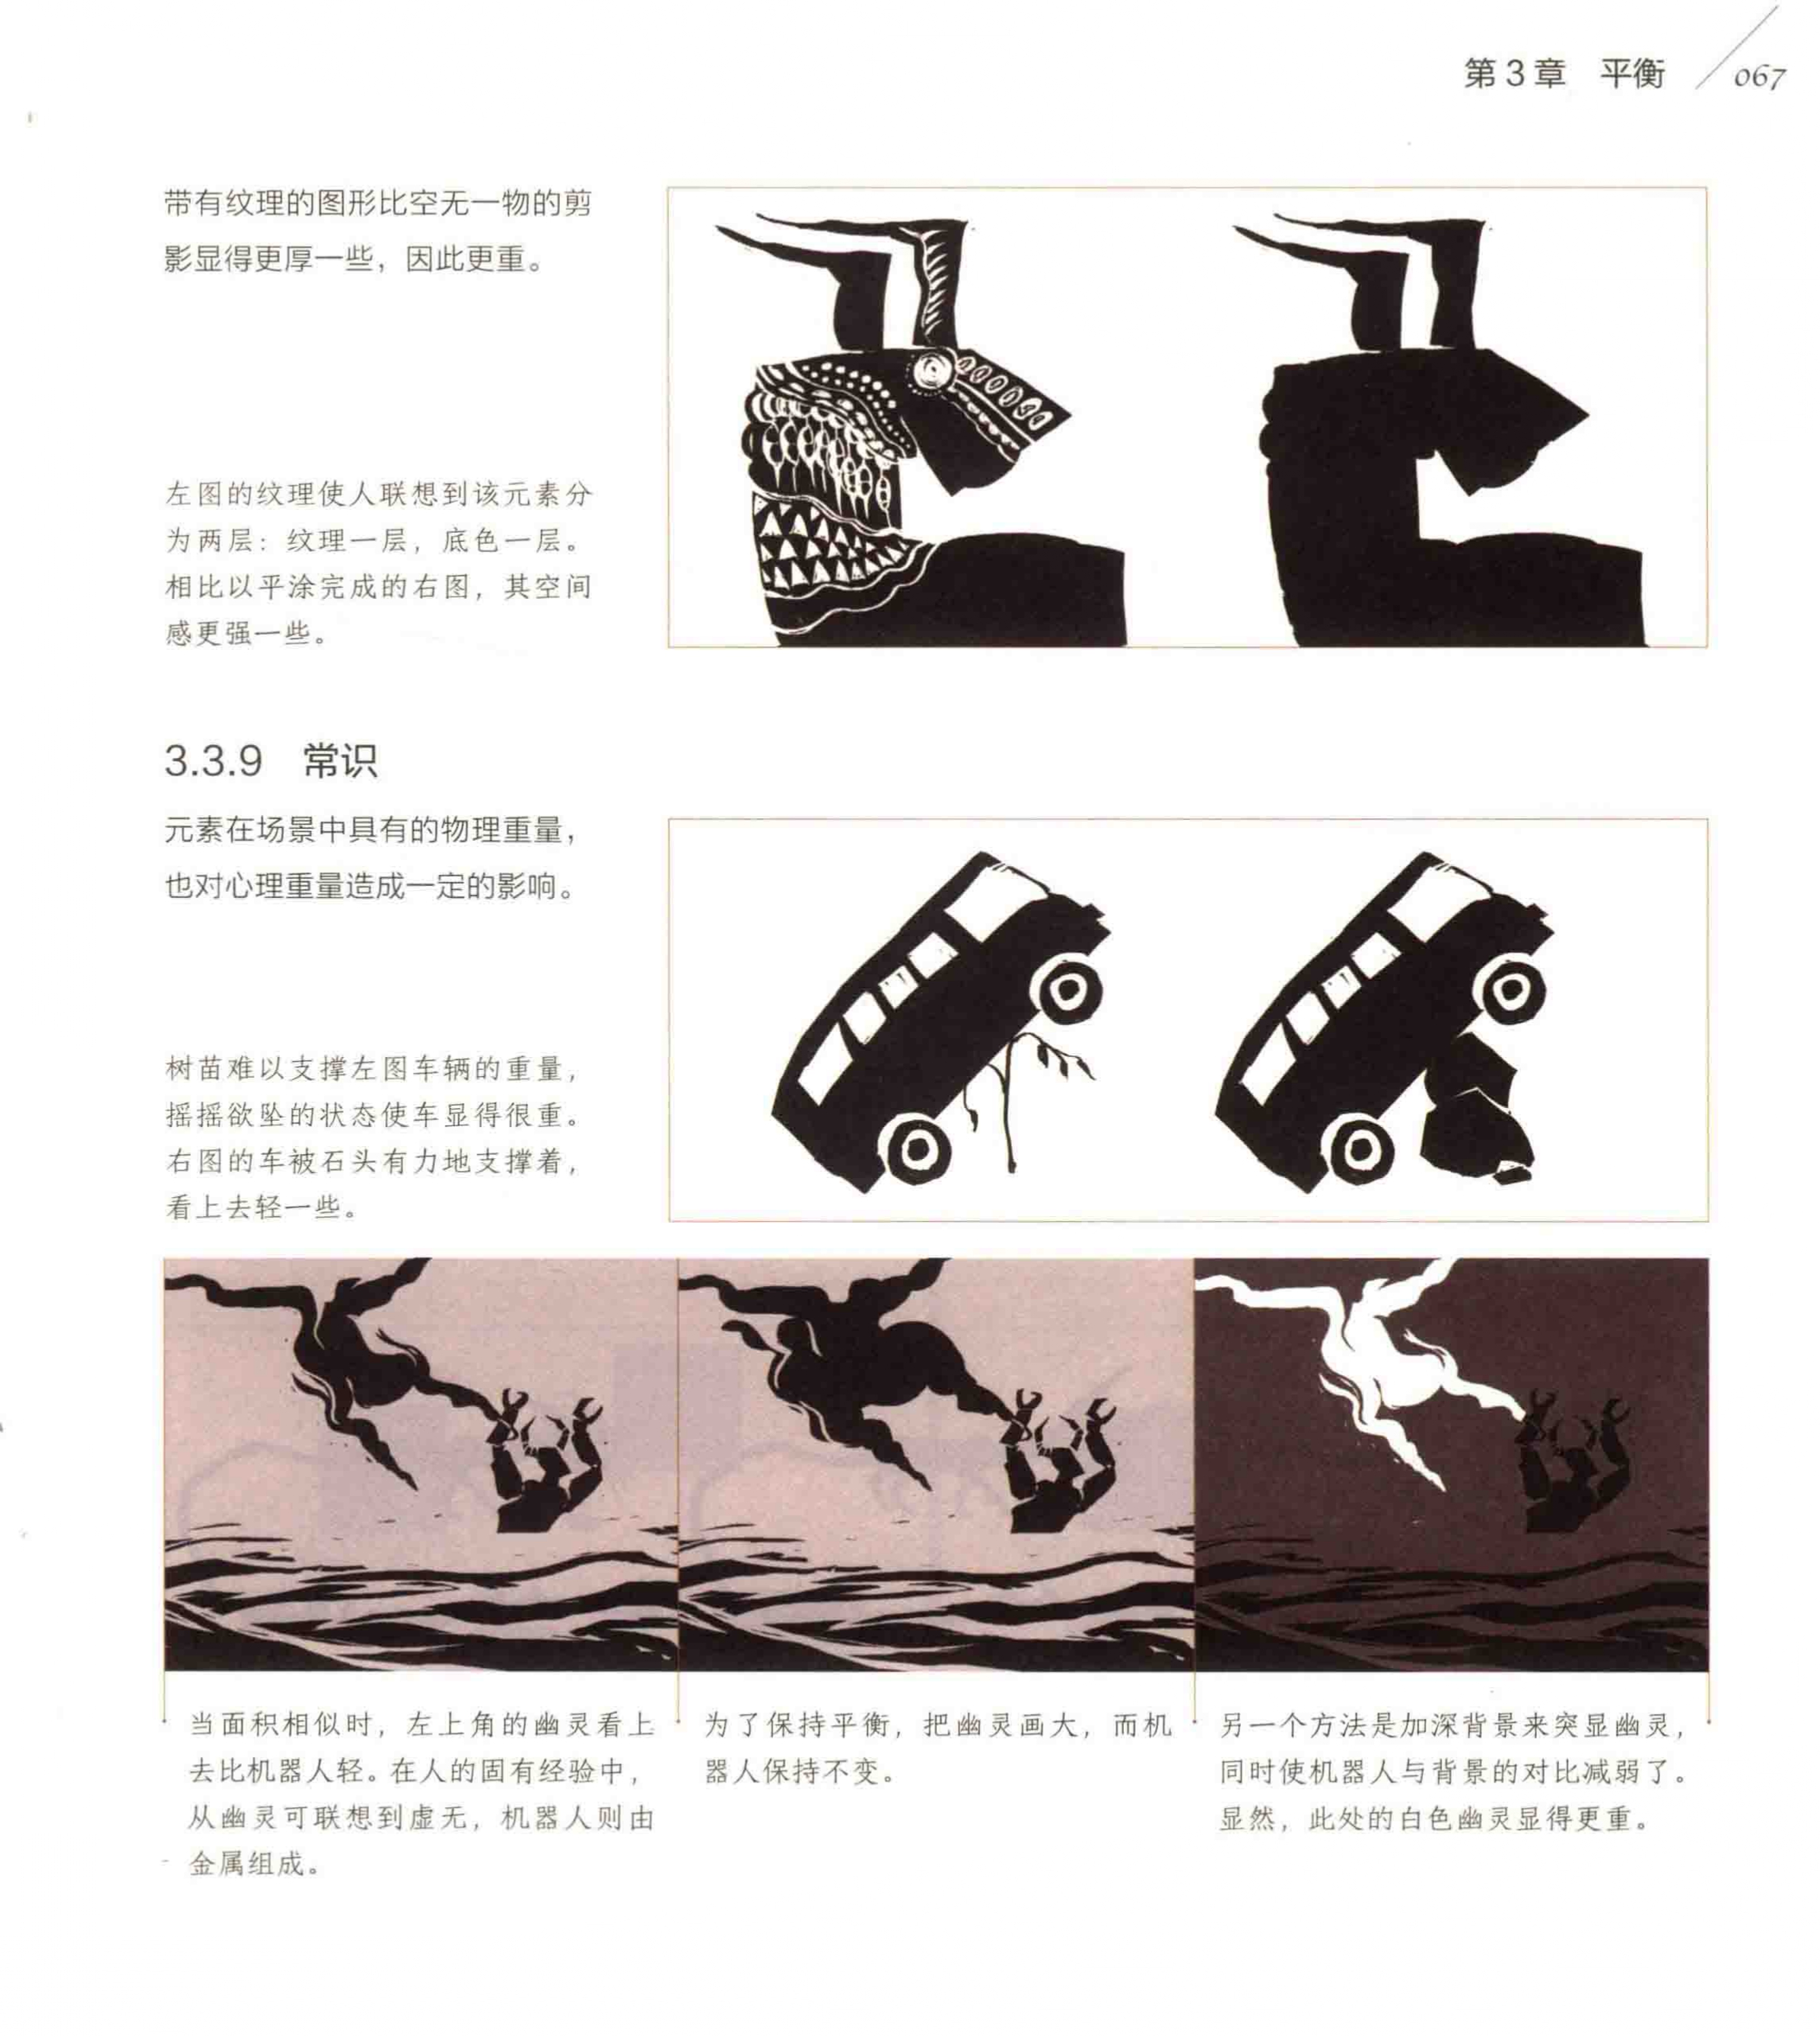 第3章 平衡 067
带有纹理的图形比空无一物的剪
影显得更厚一些，因此更重。
左图的纹理使人联想到该元素分
为两层：纹理一层，底色一层。
相比以平涂完成的右图，其空间
感更强一些。
3.3.9 常识
元素在场景中具有的物理重量，
也对心理重量造成一定的影响。
树苗难以支撑左图车辆的重量，
摇摇欲坠的状态使车显得很重。
右图的车被石头有力地支撑着，
看上去轻一些。
当面积相似时，左上角的幽灵看上
去比机器人轻。在人的固有经验中，
从幽灵可联想到虚无，机器人则由
金属组成。
为了保持平衡，把幽灵画大，而机
器人保持不变。
另一个方法是加深背景来突显幽灵，
同时使机器人与背景的对比减弱了。
显然，此处的白色幽灵显得更重。